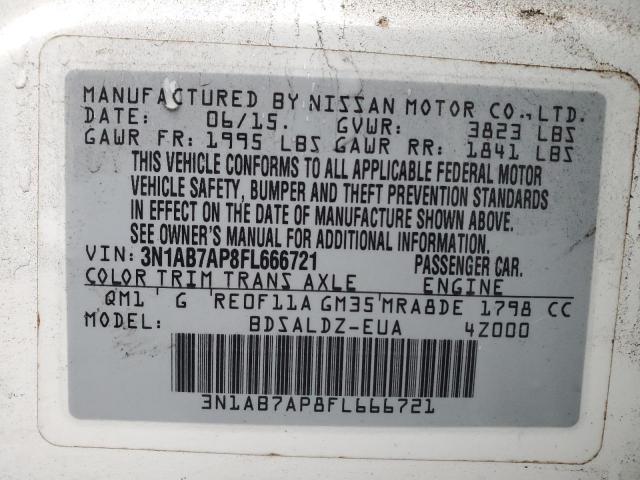 MANUFACTURED BY NISSAN MOTOR CO., LTD.
DATE: 06/15. GVWR: 3823 LBS
GAWR FR: 1995 LBS GAWR RR: 1841 LBS
THIS VEHICLE CONFORMS TO ALL APPLICABLE FEDERAL MOTOR
VEHICLE SAFETY, BUMPER AND THEFT PREVENTION STANDARDS
IN EFFECT ON THE DATE OF MANUFACTURE SHOWN ABOVE.
SEE OWNER'S MANUAL FOR ADDITIONAL INFORMATION
VIN: 3N1AB7AP8FL666721 PASSENGER CAR.
COLOR TRIM TRANS AXLE ENGINE
QM1 G RE0F11A GM35 MRA8DE 1798 CC
MODEL: BDSALDZ-EUA 4Z000
3N1AB7AP8FL666721